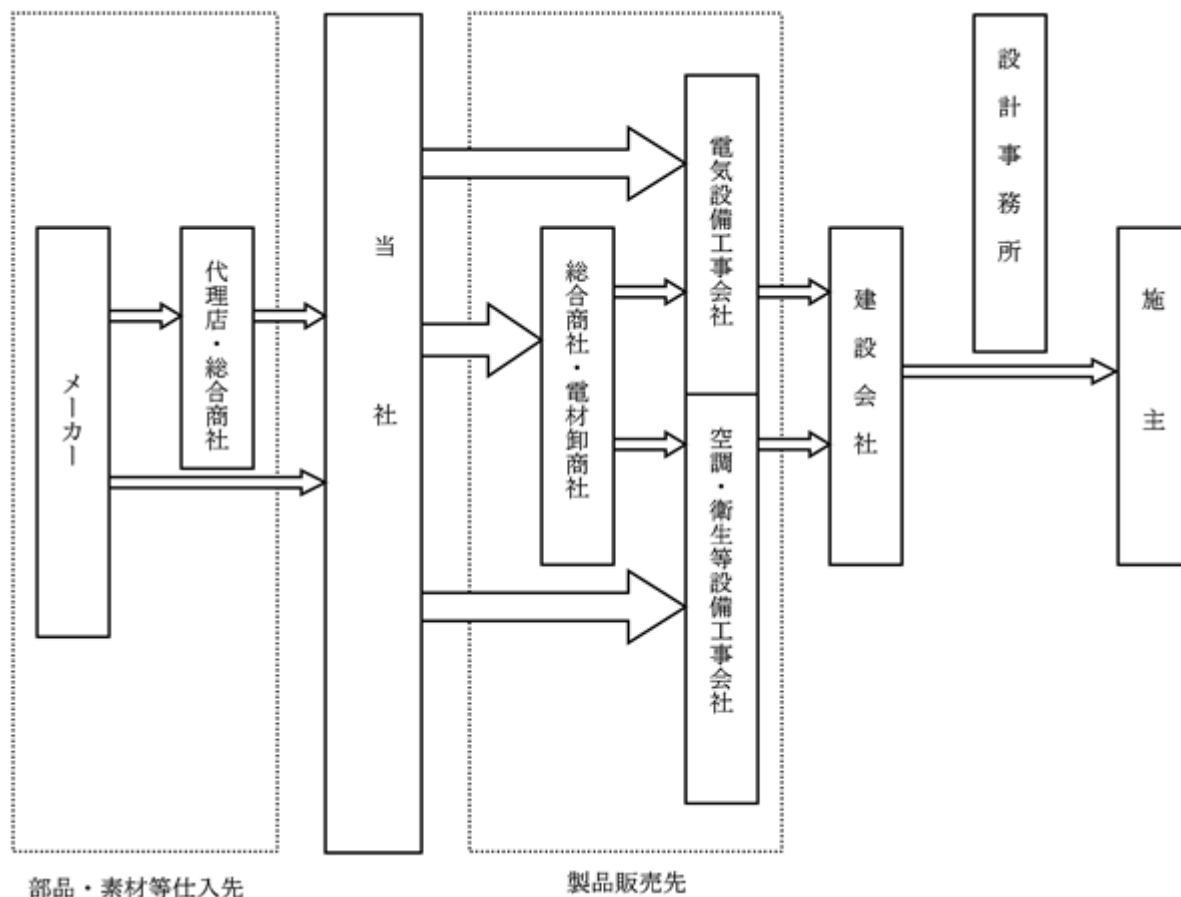 メーカー
代理店・総合商社
当社
総合商社・電材卸商社
電気設備工事会社
空調・衛生等設備工事会社
建設会社
設計事務所
施主
部品・素材等仕入先
製品販売先